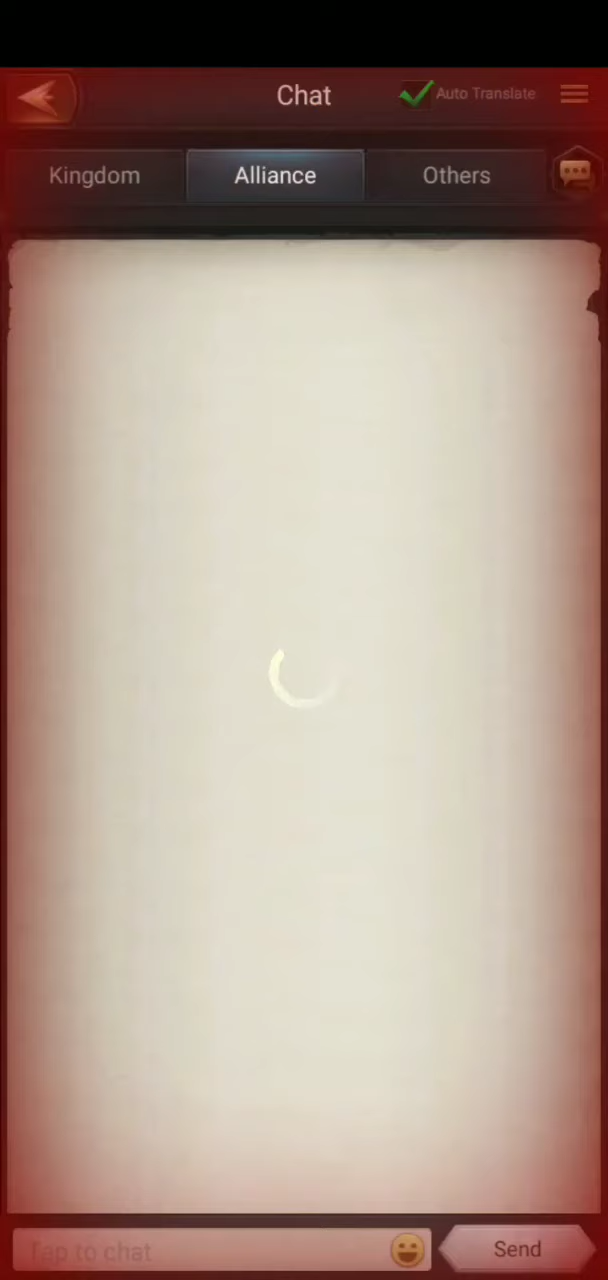 Chat
Auto Translate
Kingdom
Alliance
Others
Tap to chat
Send